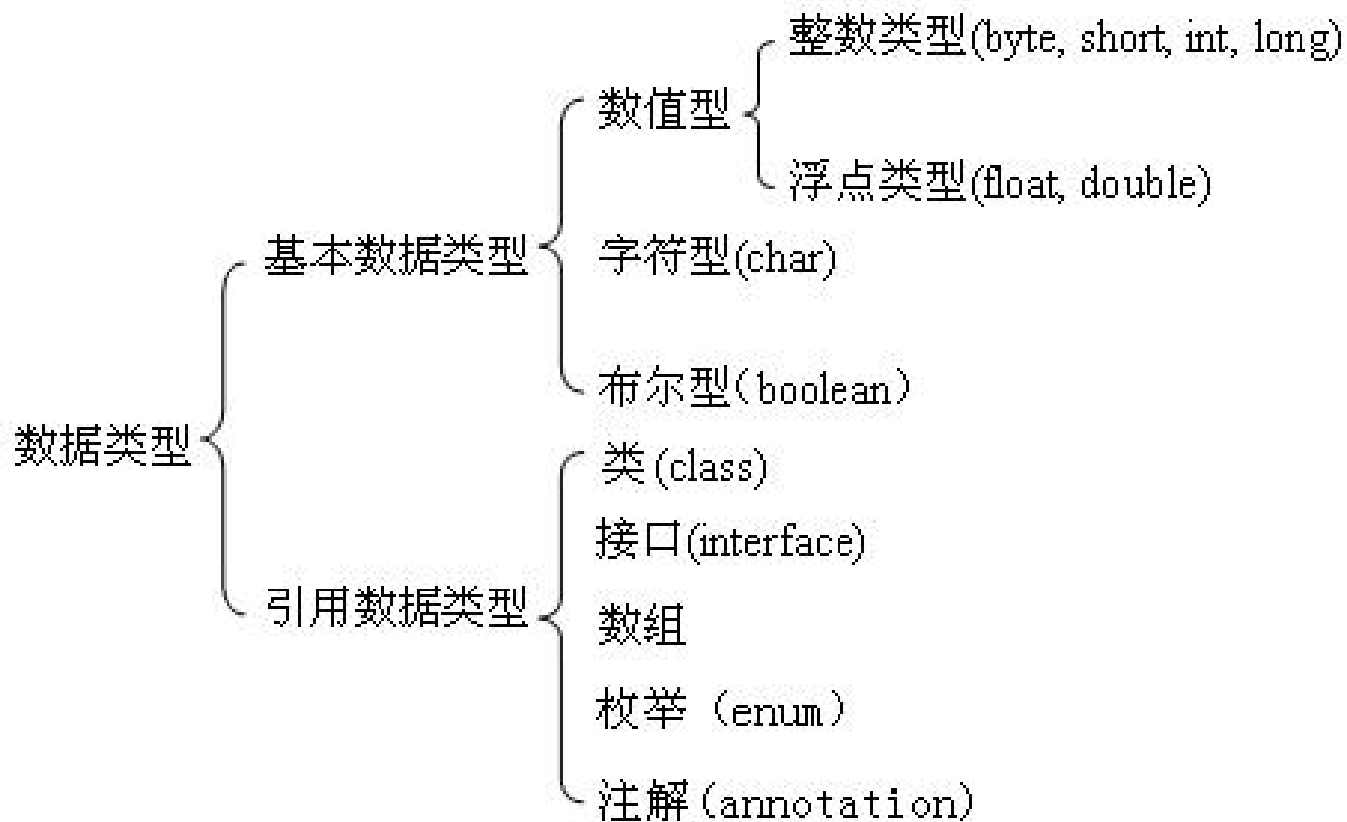 整数类型(byte, short, int, long)
数值型
浮点类型(float, double)
基本数据类型
字符型(char)
布尔型（boolean）
数据类型
类(class)
接口(interface)
引用数据类型
数组
枚举（enum）
注解(annotation)